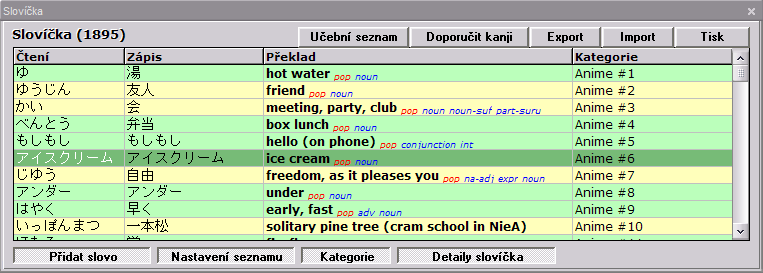 Slovíčka
Slovíčka (1895) Učební seznam Doporučit kanji Export Import Tisk
Čtení Zápis Překlad Kategorie
ゆ 湯 hot water pop noun Anime #1
ゆうじん 友人 friend pop noun Anime #2
かい 会 meeting, party, club pop noun noun-suf part-suru Anime #3
べんとう 弁当 box lunch pop noun Anime #4
もしもし もしもし hello (on phone) pop conjunction int Anime #5
アイスクリーム アイスクリーム ice cream pop noun Anime #6
じゆう 自由 freedom, as it pleases you pop na-adj expr noun Anime #7
アンダー アンダー under pop noun Anime #8
はやく 早く early, fast pop adv noun Anime #9
いっぽんまつ 一本松 solitary pine tree (cram school in NieA) Anime #10
Přidat slovo Nastavení seznamu Kategorie Detaily slovíčka